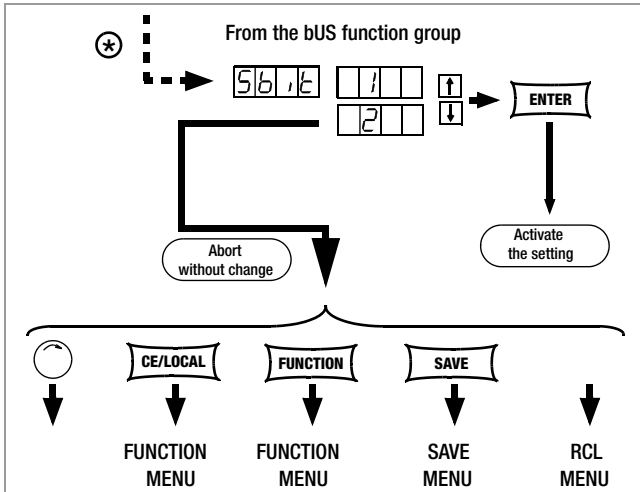 From the bUS function group
Sbit 1
2
ENTER
Abort
without change
Activate
the setting
CE/LOCAL FUNCTION SAVE
FUNCTION FUNCTION SAVE RCL
MENU MENU MENU MENU